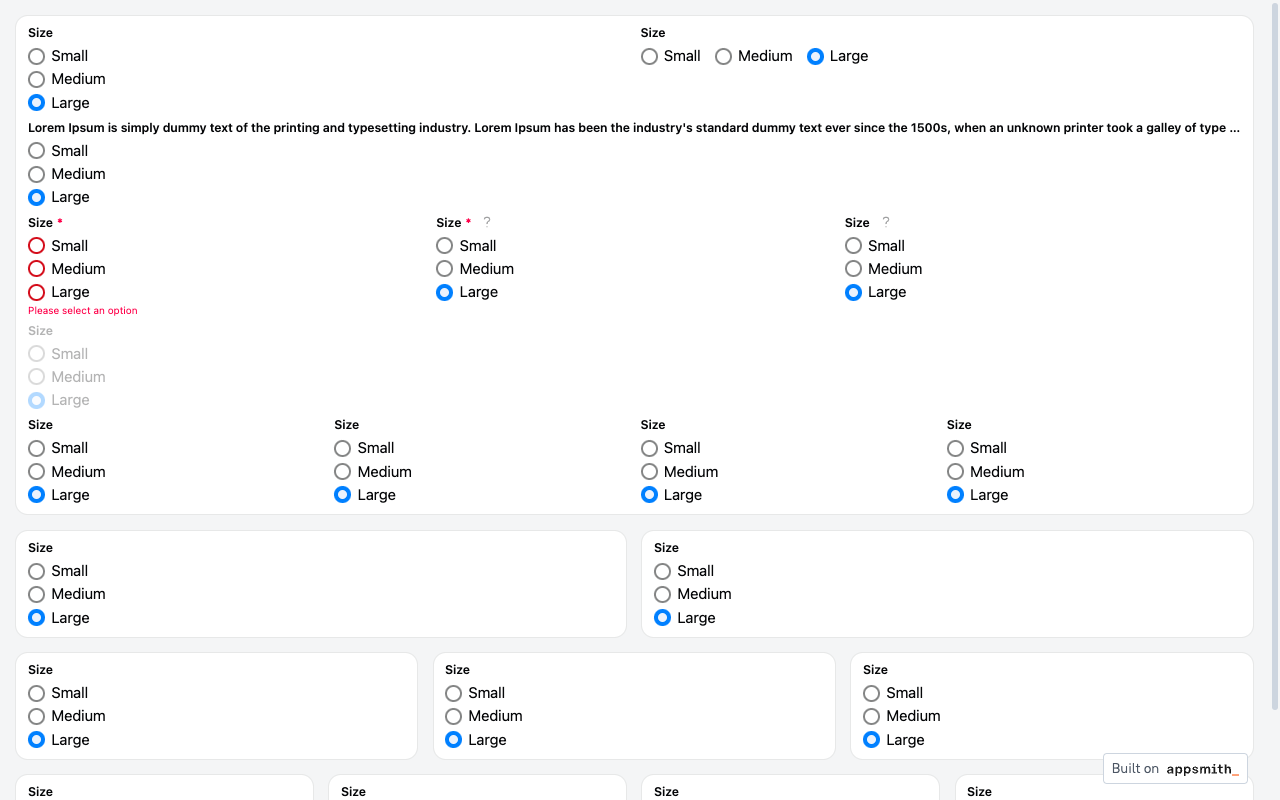 Size
Small
Medium
Large
Size
Small Medium Large
Lorem Ipsum is simply dummy text of the printing and typesetting industry. Lorem Ipsum has been the industry's standard dummy text ever since the 1500s, when an unknown printer took a galley of type ...
Small
Medium
Large
Size *
Small
Medium
Large
Please select an option
Size * ?
Small
Medium
Large
Size ?
Small
Medium
Large
Size
Small
Medium
Large
Size
Small
Medium
Large
Size
Small
Medium
Large
Size
Small
Medium
Large
Size
Small
Medium
Large
Size
Small
Medium
Large
Size
Small
Medium
Large
Size
Small
Medium
Large
Size
Small
Medium
Large
Size
Small
Medium
Large
Built on appsmith_
Size
Size
Size
Size